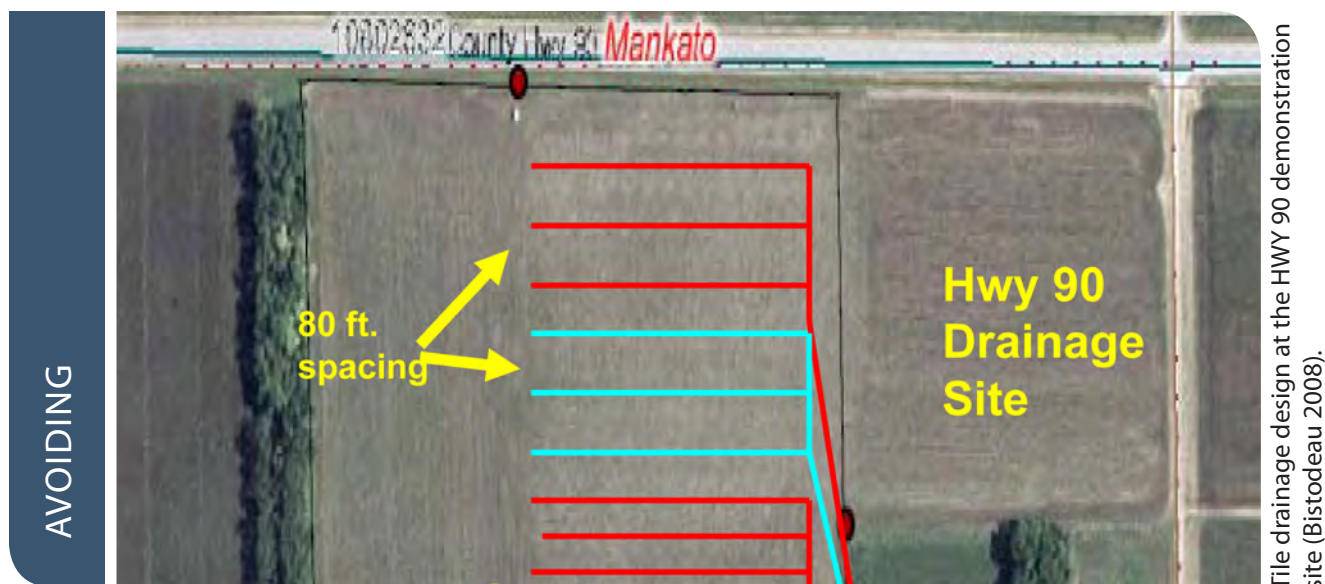 AVOIDING
10602632 County Hwy 90 Mankato
80 ft.
spacing
Hwy 90
Drainage
Site
Tile drainage design at the HWY 90 demonstration
site (Bistodeau 2008).